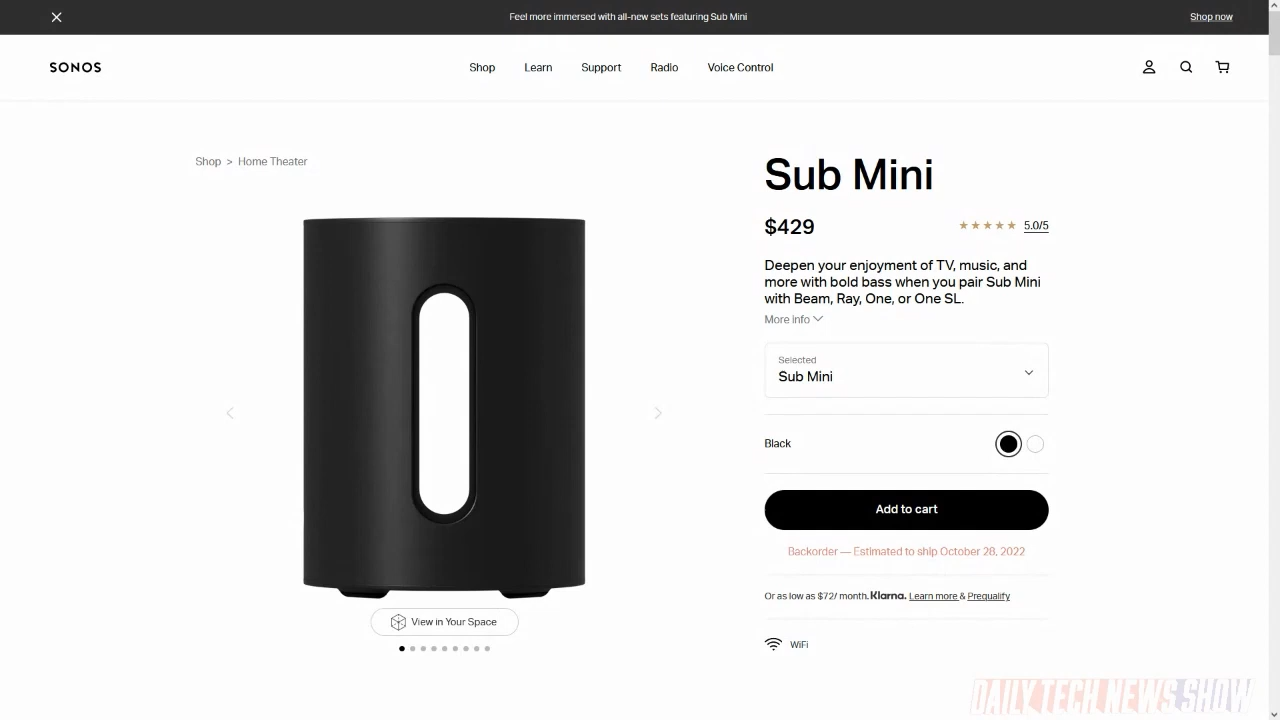 Feel more immersed with all-new sets featuring Sub Mini
Shop now
SONOS
Shop
Learn
Support
Radio
Voice Control
Shop > Home Theater
Sub Mini
$429
5.0/5
Deepen your enjoyment of TV, music, and
more with bold bass when you pair Sub Mini
with Beam, Ray, One, or One SL.
More info
Selected
Sub Mini
Black
Add to cart
Backorder — Estimated to ship October 28, 2022
Or as low as $72/ month. Klarna. Learn more & Prequalify
WiFi
View in Your Space
DAILY TECH NEWS SHOW